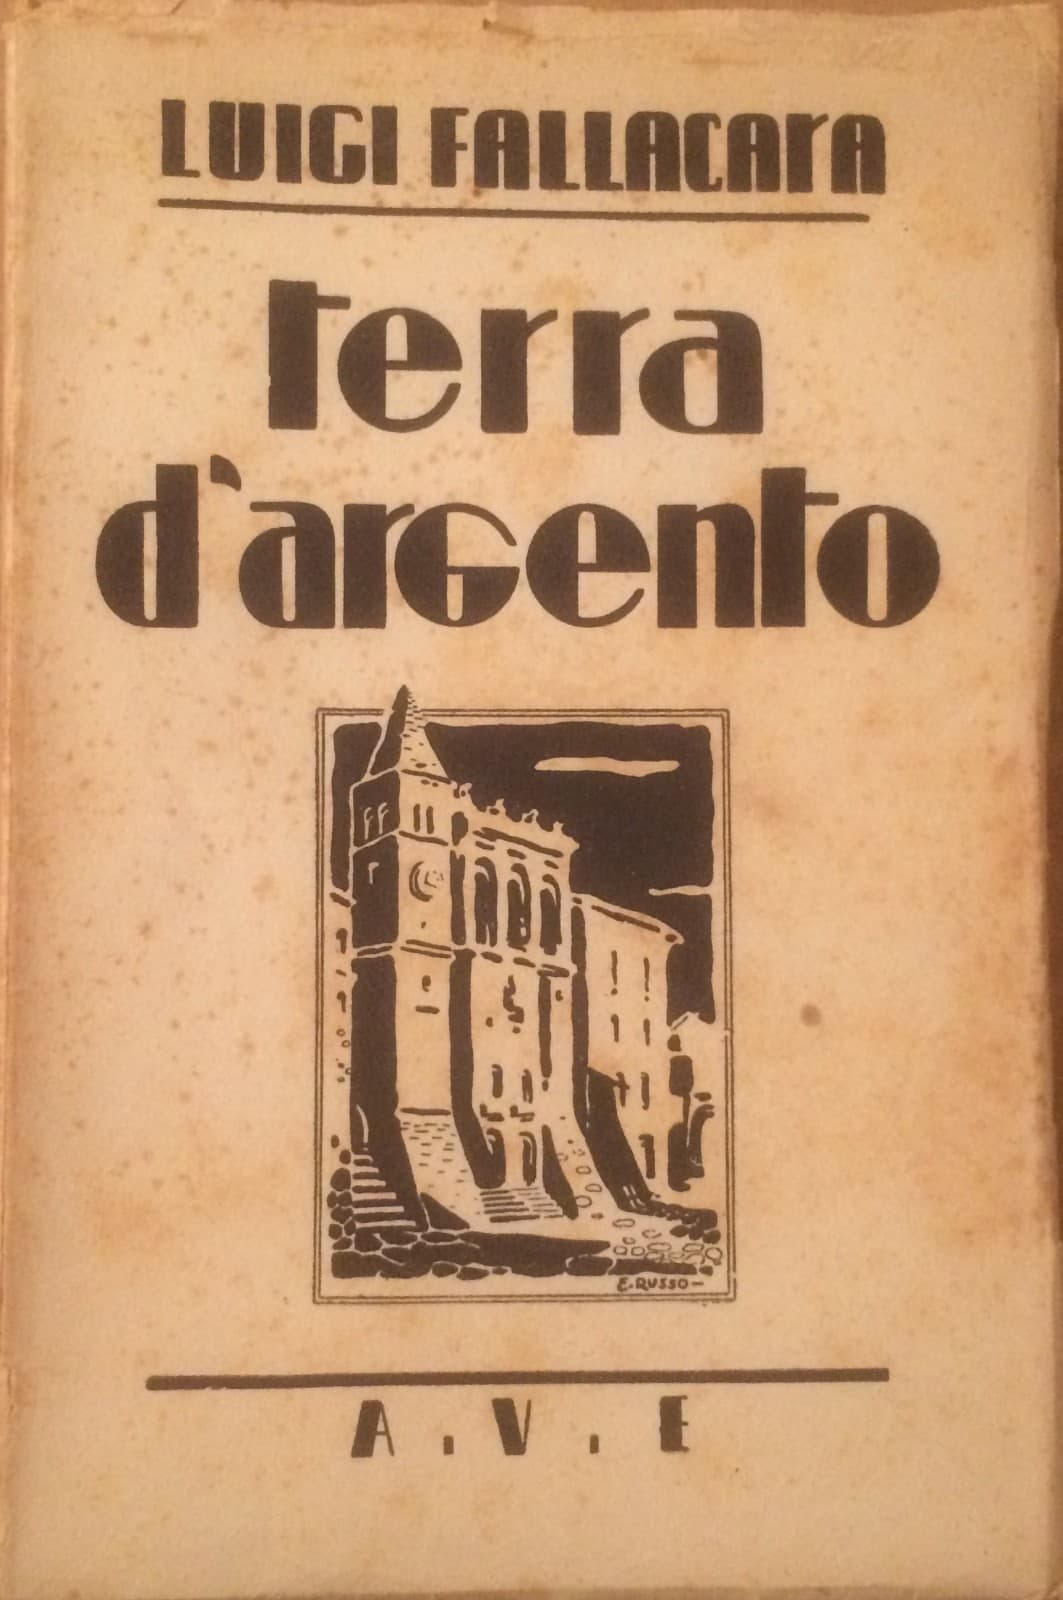 LUIGI FALLACARA
terra
d'arGento
E. RUSSO
A.V.E